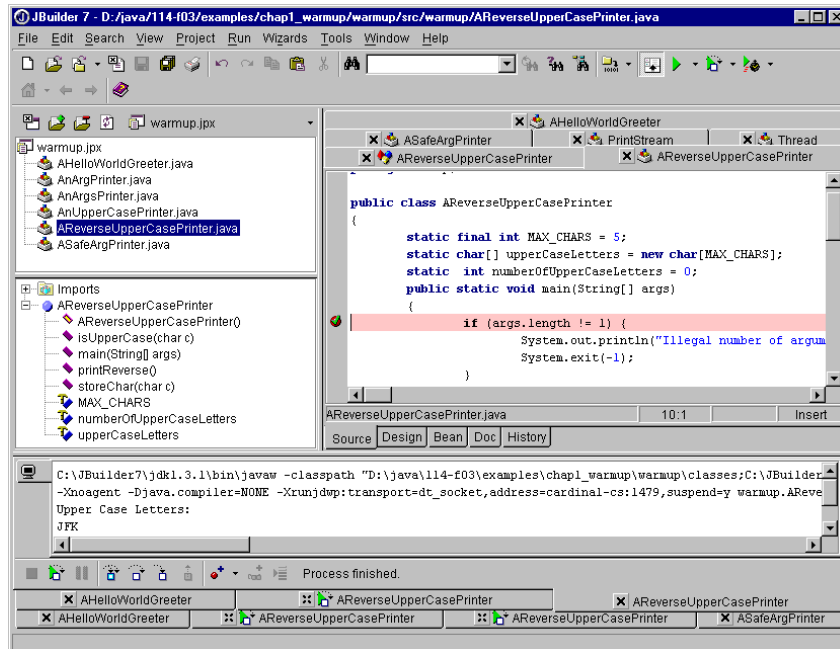 JBuilder 7 - D:/java/114-f03/examples/chap1_warmup/warmup/src/warmup/AReverseUpperCasePrinter.java
File Edit Search View Project Run Wizards Tools Window Help
warmup.jpx
warmup.jpx
AHelloWorldGreeter.java
AnArgPrinter.java
AnArgsPrinter.java
AnUpperCasePrinter.java
AReverseUpperCasePrinter.java
ASafeArgPrinter.java
Imports
AReverseUpperCasePrinter
AReverseUpperCasePrinter()
isUpperCase(char c)
main(String[] args)
printReverse()
storeChar(char c)
MAX_CHARS
numberOfUpperCaseLetters
upperCaseLetters
AHelloWorldGreeter
ASafeArgPrinter PrintStream Thread
AReverseUpperCasePrinter AReverseUpperCasePrinter
public class AReverseUpperCasePrinter
{
static final int MAX_CHARS = 5;
static char[] upperCaseLetters = new char[MAX_CHARS];
static int numberOfUpperCaseLetters = 0;
public static void main(String[] args)
{
if (args.length != 1) {
System.out.println("Illegal number of argum
System.exit(-1);
}
AReverseUpperCasePrinter.java 10:1 Insert
Source Design Bean Doc History
C:\JBuilder7\jdk1.3.1\bin\javaw -classpath "D:\java\114-f03\examples\chap1_warmup\warmup\classes;C:\JBuilder
-Xnoagent -Djava.compiler=NONE -Xrunjdwp:transport=dt_socket,address=cardinal-cs:1479,suspend=y warmup.AReve
Upper Case Letters:
JFK
Process finished.
AHelloWorldGreeter AReverseUpperCasePrinter AReverseUpperCasePrinter
AHelloWorldGreeter AReverseUpperCasePrinter AReverseUpperCasePrinter ASafeArgPrinter